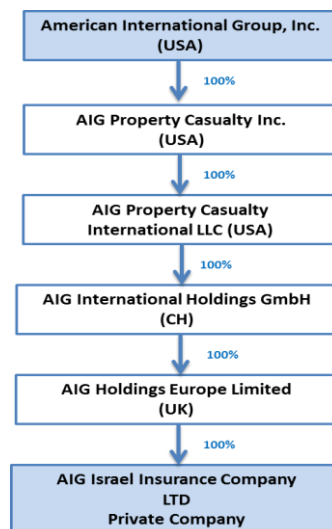 American International Group, Inc.
(USA)
100%
AIG Property Casualty Inc.
(USA)
100%
AIG Property Casualty
International LLC (USA)
100%
AIG International Holdings GmbH
(CH)
100%
AIG Holdings Europe Limited
(UK)
100%
AIG Israel Insurance Company
LTD
Private Company